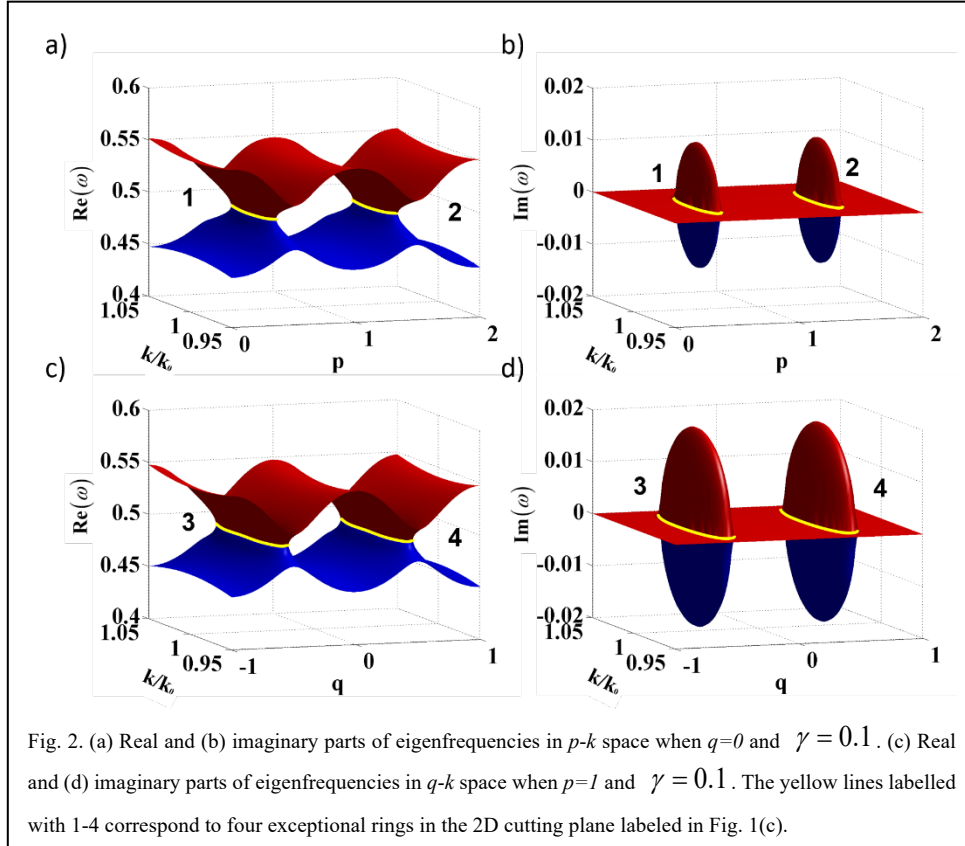 a)
0.6
0.55
0.5
0.45
0.4
Re(ω)
1
2
1.05
1
0.95
k/k₀
0
1
2
p
b)
0.02
0.01
0
-0.01
-0.02
Im(ω)
1
2
1.05
1
0.95
k/k₀
0
1
2
p
c)
0.6
0.55
0.5
0.45
0.4
Re(ω)
3
4
1.05
1
0.95
k/k₀
-1
0
1
q
d)
0.02
0.01
0
-0.01
-0.02
Im(ω)
3
4
1.05
1
0.95
k/k₀
-1
0
1
q
Fig. 2. (a) Real and (b) imaginary parts of eigenfrequencies in p-k space when q=0 and γ = 0.1. (c) Real
and (d) imaginary parts of eigenfrequencies in q-k space when p=1 and γ = 0.1. The yellow lines labelled
with 1-4 correspond to four exceptional rings in the 2D cutting plane labeled in Fig. 1(c).